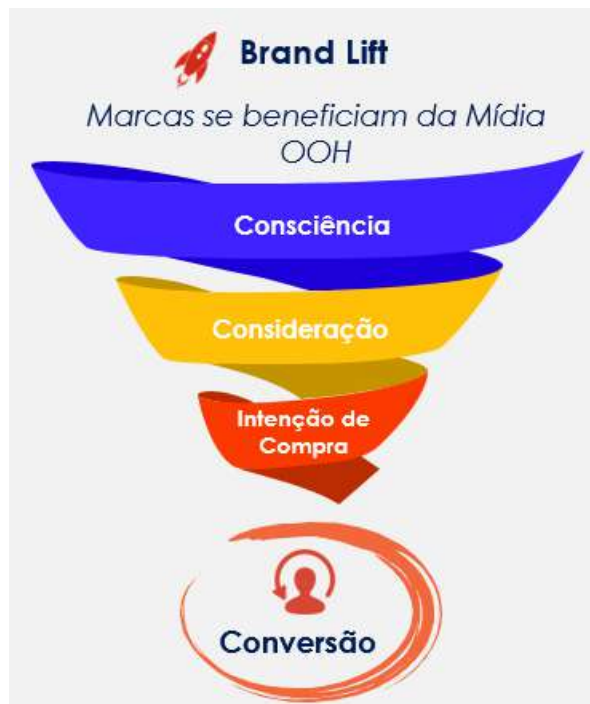 Brand Lift
Marcas se beneficiam da Mídia
OOH
Consciência
Consideração
Intenção de
Compra
Conversão